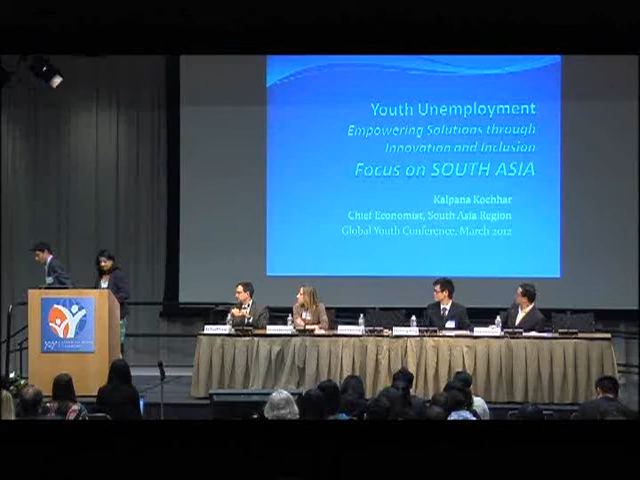 Youth Unemployment
Empowering Solutions through
Innovation and Inclusion
Focus on SOUTH ASIA
Kalpana Kochhar
Chief Economist, South Asia Region
Global Youth Conference, March 2012